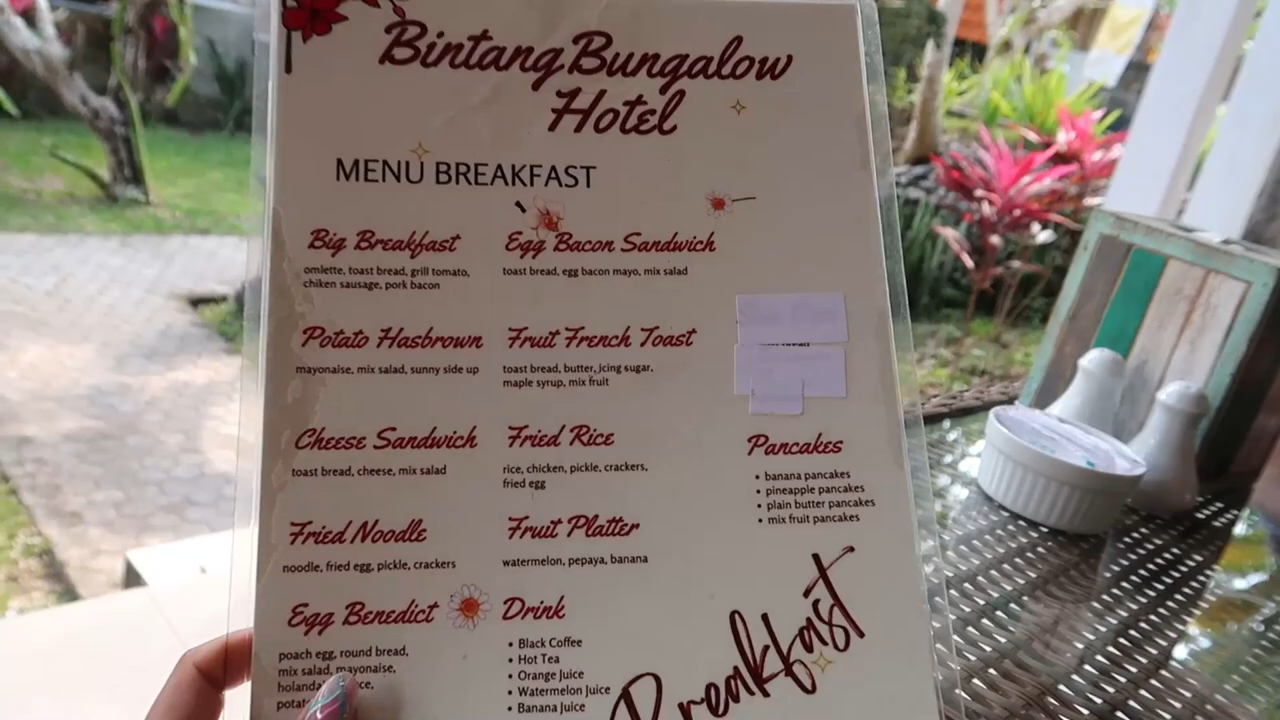 Bintang Bungalow
Hotel
MENU BREAKFAST
Big Breakfast
omlette, toast bread, grill tomato,
chiken sausage, pork bacon
Egg Bacon Sandwich
toast bread, egg bacon mayo, mix salad
Potato Hasbrown
mayonaise, mix salad, sunny side up
Fruit French Toast
toast bread, butter, icing sugar,
maple syrup, mix fruit
Cheese Sandwich
toast bread, cheese, mix salad
Fried Rice
rice, chicken, pickle, crackers,
fried egg
Pancakes
• banana pancakes
• pineapple pancakes
• plain butter pancakes
• mix fruit pancakes
Fried Noodle
noodle, fried egg, pickle, crackers
Fruit Platter
watermelon, pepaya, banana
Egg Benedict
poach egg, round bread,
mix salad, mayonaise,
Drink
• Black Coffee
• Hot Tea
• Orange Juice
• Watermelon Juice
• Banana Juice
Breakfast